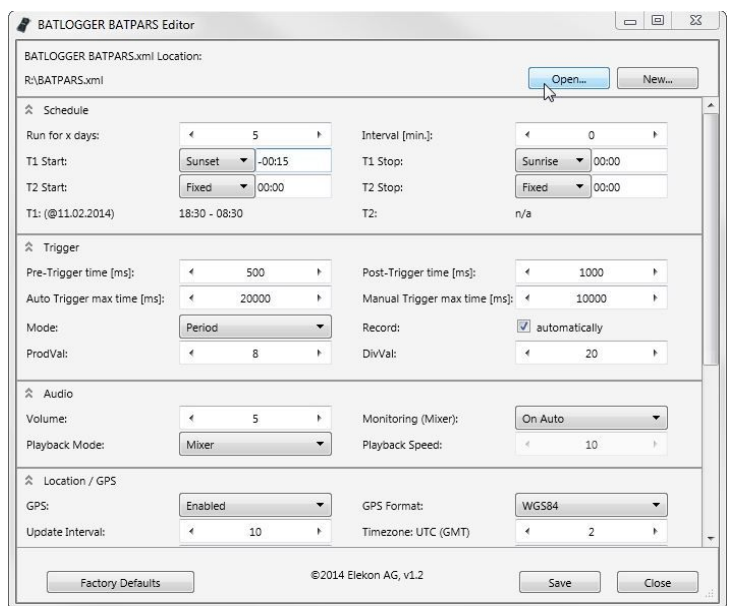 BATLOGGER BATPARS Editor
BATLOGGER BATPARS.xml Location:
R:\BATPARS.xml Open... New...
Schedule
Run for x days: 5 Interval [min.]: 0
T1 Start: Sunset -00:15 T1 Stop: Sunrise 00:00
T2 Start: Fixed 00:00 T2 Stop: Fixed 00:00
T1: (@11.02.2014) 18:30 - 08:30 T2: n/a
Trigger
Pre-Trigger time [ms]: 500 Post-Trigger time [ms]: 1000
Auto Trigger max time [ms]: 20000 Manual Trigger max time [ms]: 10000
Mode: Period Record: automatically
ProdVal: 8 DivVal: 20
Audio
Volume: 5 Monitoring (Mixer): On Auto
Playback Mode: Mixer Playback Speed: 10
Location / GPS
GPS: Enabled GPS Format: WGS84
Update Interval: 10 Timezone: UTC (GMT) 2
Factory Defaults ©2014 Elekon AG, v1.2 Save Close